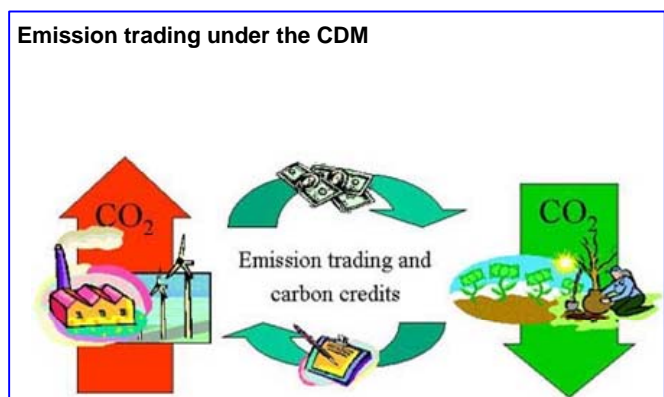 Emission trading under the CDM
CO₂
CO₂
Emission trading and
carbon credits